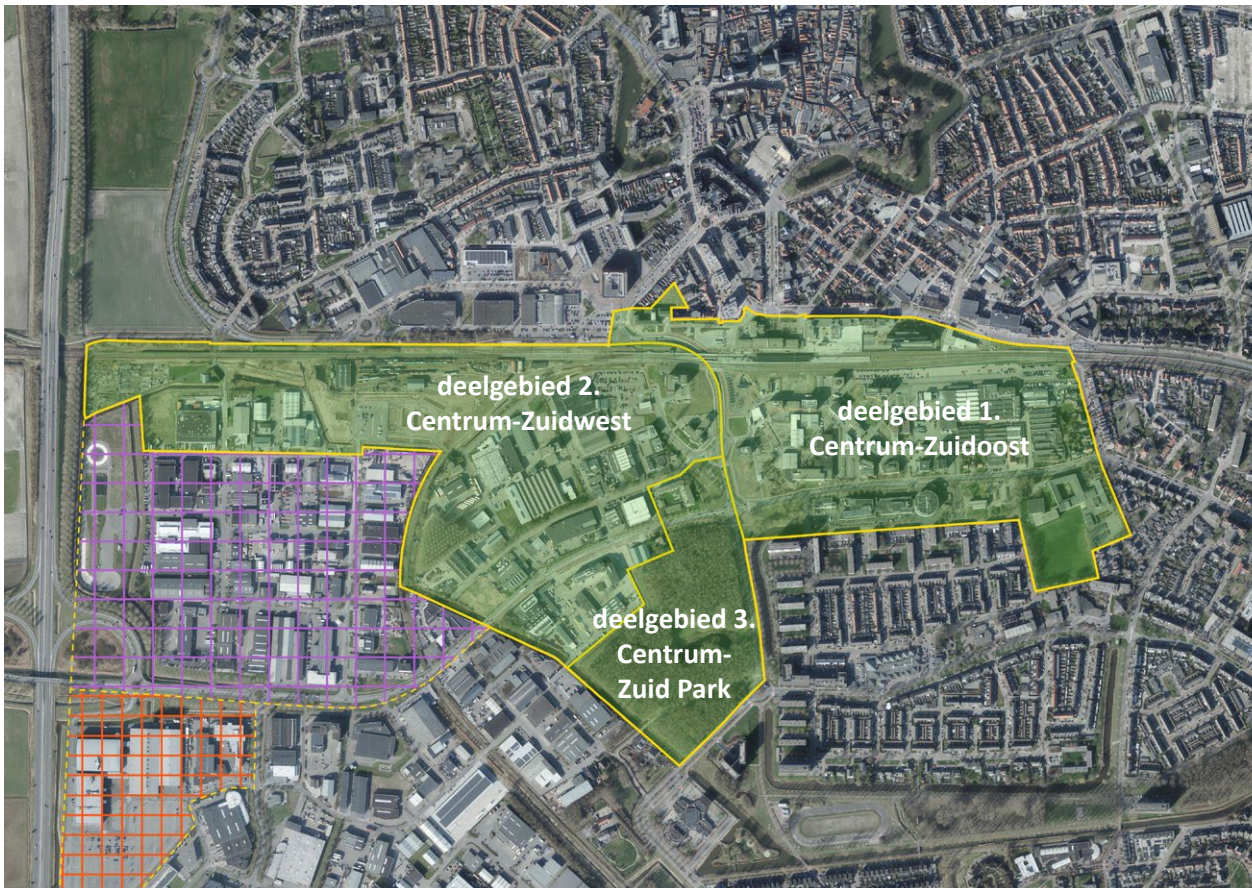 deelgebied 2.
Centrum-Zuidwest
deelgebied 1.
Centrum-Zuidoost
deelgebied 3.
Centrum-
Zuid Park